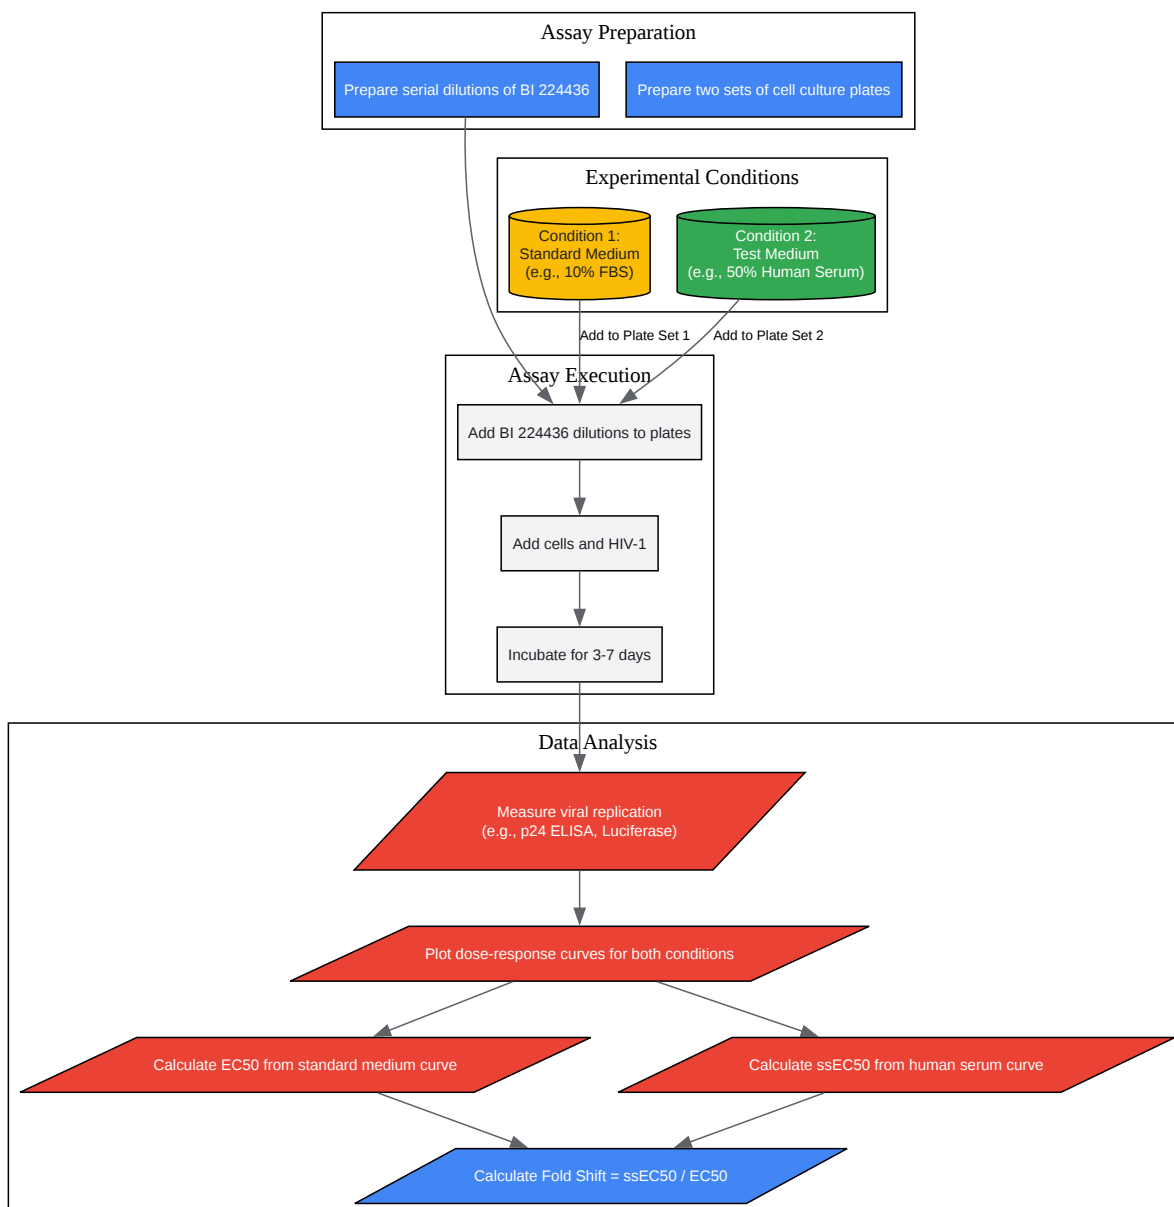 Assay Preparation
Prepare serial dilutions of BI 224436
Prepare two sets of cell culture plates
Experimental Conditions
Condition 1:
Standard Medium
(e.g., 10% FBS)
Condition 2:
Test Medium
(e.g., 50% Human Serum)
Add to Plate Set 1
Add to Plate Set 2
Assay Execution
Add BI 224436 dilutions to plates
Add cells and HIV-1
Incubate for 3-7 days
Data Analysis
Measure viral replication
(e.g., p24 ELISA, Luciferase)
Plot dose-response curves for both conditions
Calculate EC50 from standard medium curve
Calculate ssEC50 from human serum curve
Calculate Fold Shift = ssEC50 / EC50